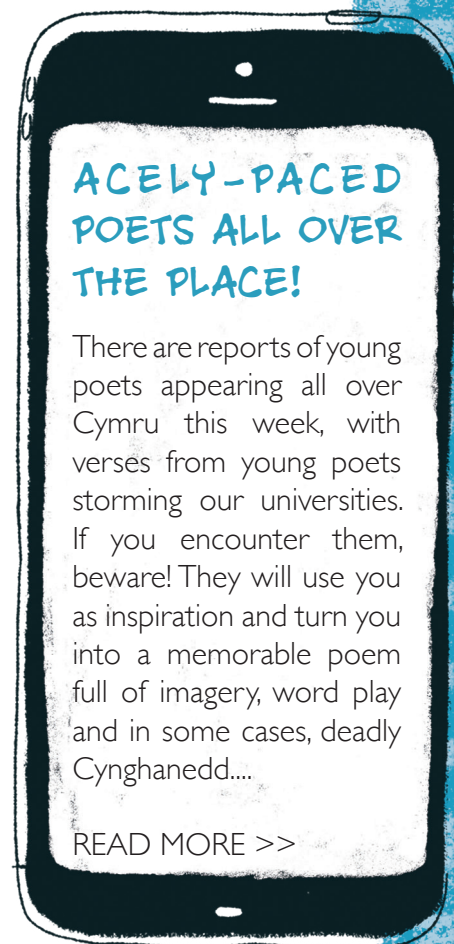 ACELY-PACED
POETS ALL OVER
THE PLACE!
There are reports of young
poets appearing all over
Cymru this week, with
verses from young poets
storming our universities.
If you encounter them,
beware! They will use you
as inspiration and turn you
into a memorable poem
full of imagery, word play
and in some cases, deadly
Cynghanedd....
READ MORE >>